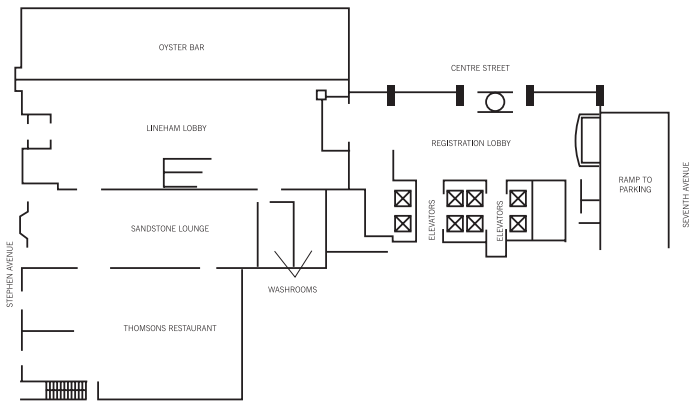 OYSTER BAR
CENTRE STREET
LINEHAM LOBBY
REGISTRATION LOBBY
RAMP TO
PARKING
SEVENTH AVENUE
ELEVATORS
ELEVATORS
SANDSTONE LOUNGE
STEPHEN AVENUE
WASHROOMS
THOMSONS RESTAURANT